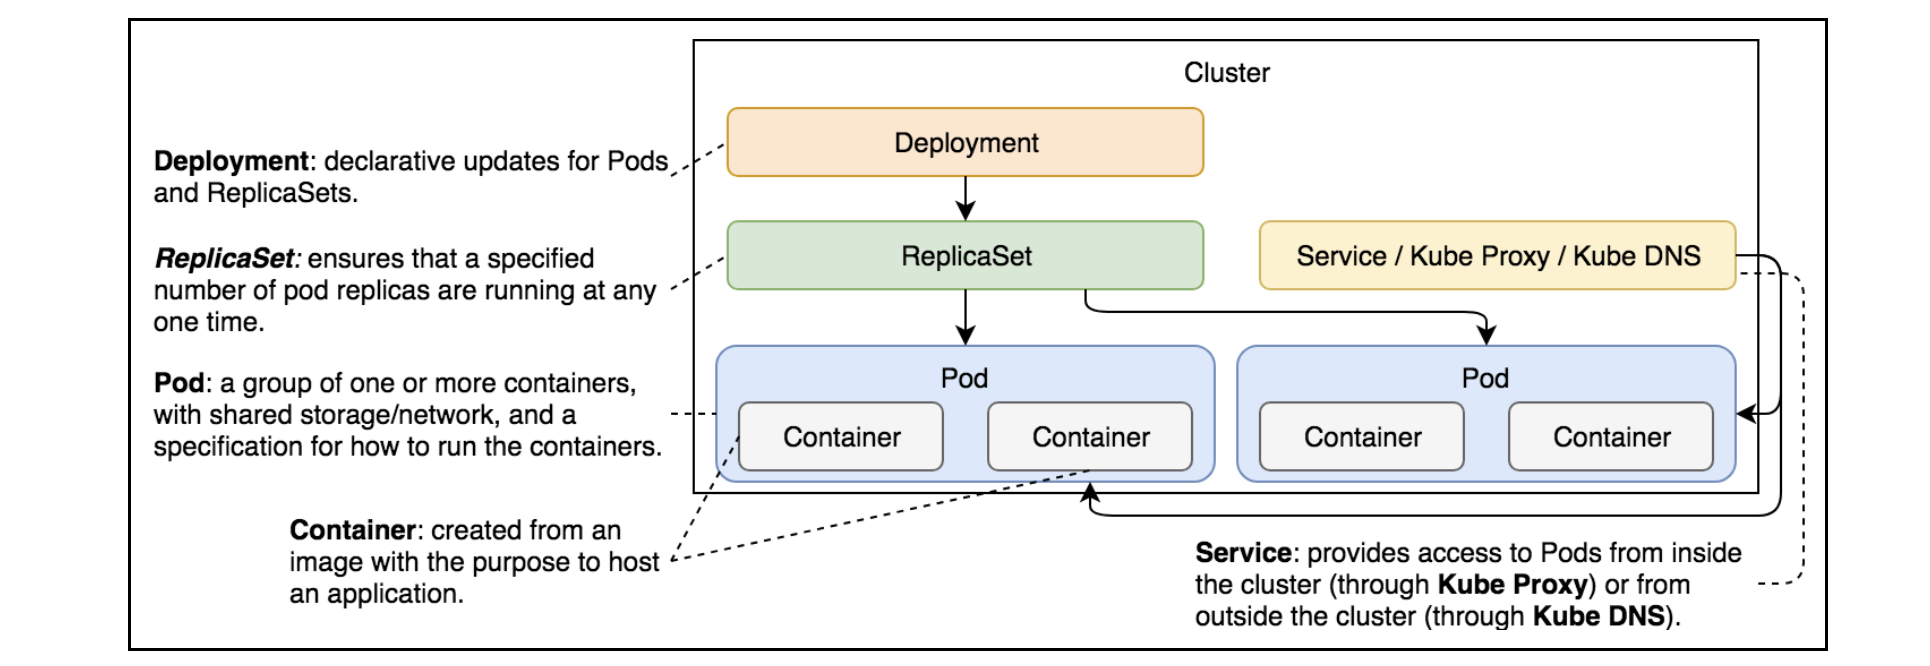 Cluster
Deployment
Deployment: declarative updates for Pods
and ReplicaSets.
ReplicaSet
Service / Kube Proxy / Kube DNS
ReplicaSet: ensures that a specified
number of pod replicas are running at any
one time.
Pod
Pod
Pod: a group of one or more containers,
with shared storage/network, and a
specification for how to run the containers.
Container
Container
Container
Container
Container: created from an
image with the purpose to host
an application.
Service: provides access to Pods from inside
the cluster (through Kube Proxy) or from
outside the cluster (through Kube DNS).